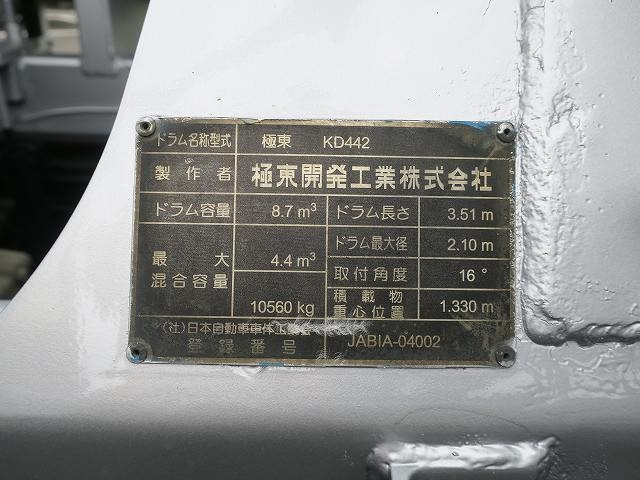 ドラム名称型式 極東 KD442
製作者 極東開発工業株式会社
ドラム容量 8.7 m³ ドラム長さ 3.51 m
ドラム最大径 2.10 m
最大混合容量 4.4 m³ 取付角度 16 °
10560 kg 積載物重心位置 1.330 m
(社)日本自動車車体工業会
登録番号 JABIA-04002